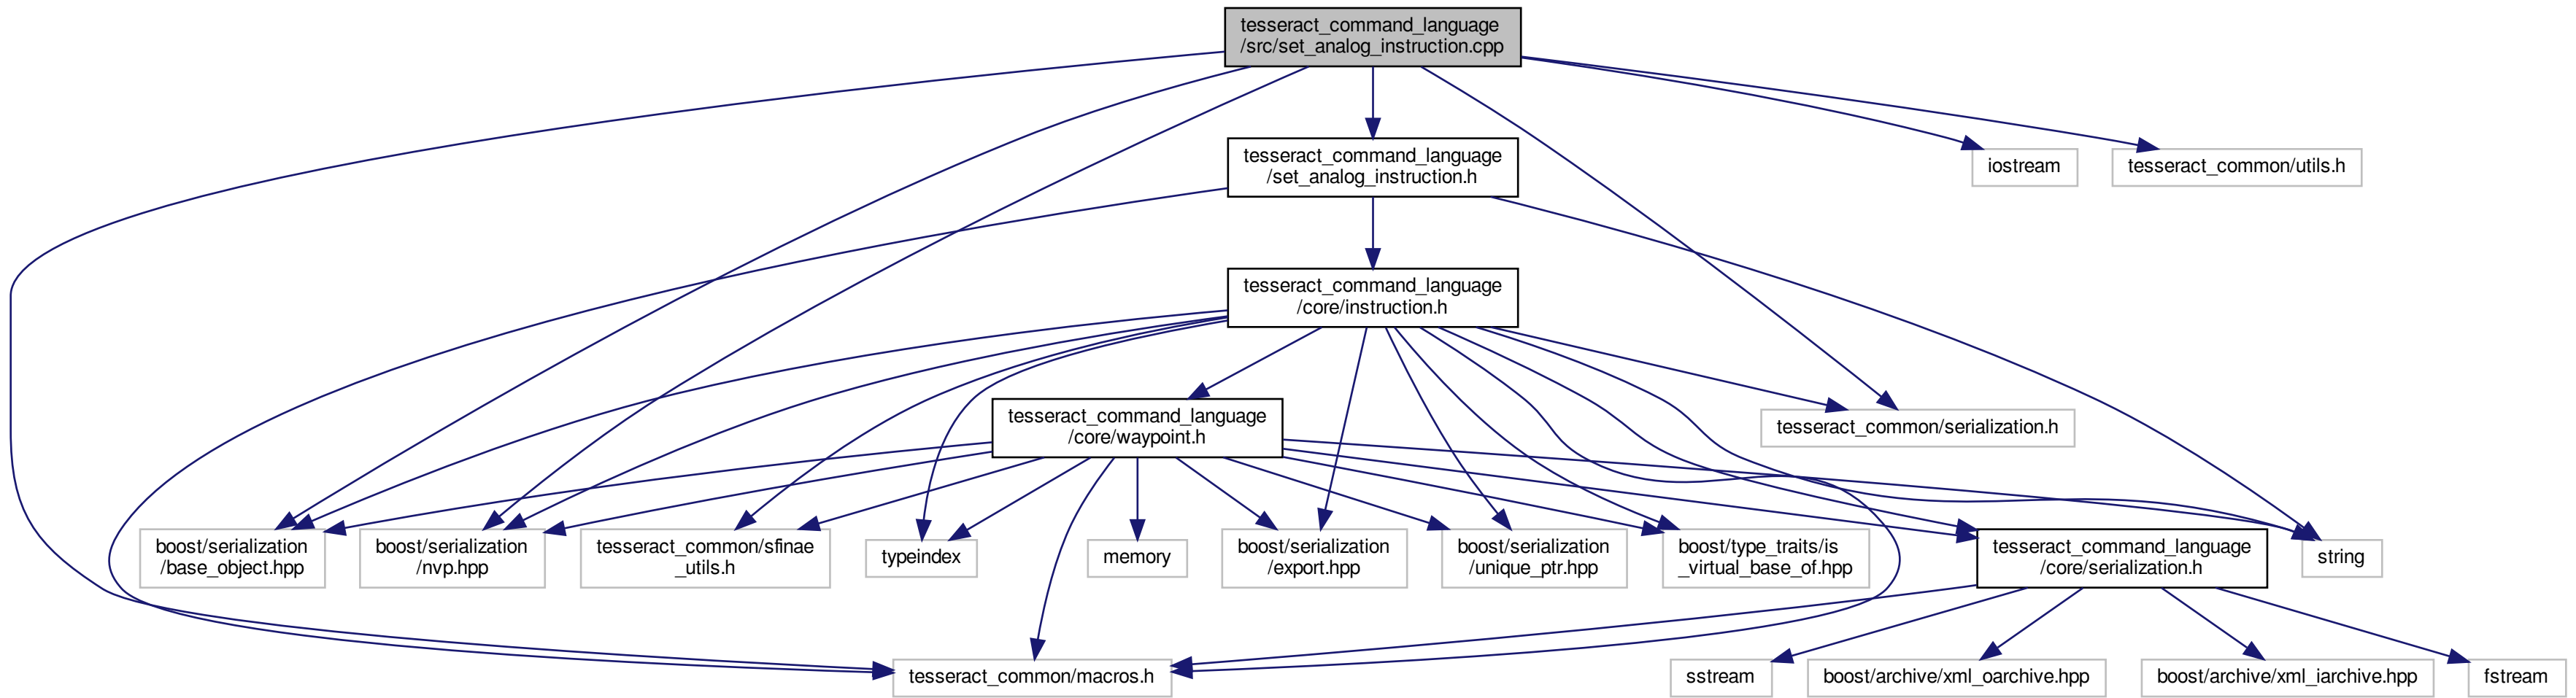 tesseract_command_language
/src/set_analog_instruction.cpp
tesseract_command_language
/set_analog_instruction.h
iostream
tesseract_common/utils.h
tesseract_command_language
/core/instruction.h
tesseract_command_language
/core/waypoint.h
tesseract_common/serialization.h
boost/serialization
/base_object.hpp
boost/serialization
/nvp.hpp
tesseract_common/sfinae
_utils.h
typeindex
memory
boost/serialization
/export.hpp
boost/serialization
/unique_ptr.hpp
boost/type_traits/is
_virtual_base_of.hpp
tesseract_command_language
/core/serialization.h
string
tesseract_common/macros.h
sstream
boost/archive/xml_oarchive.hpp
boost/archive/xml_iarchive.hpp
fstream